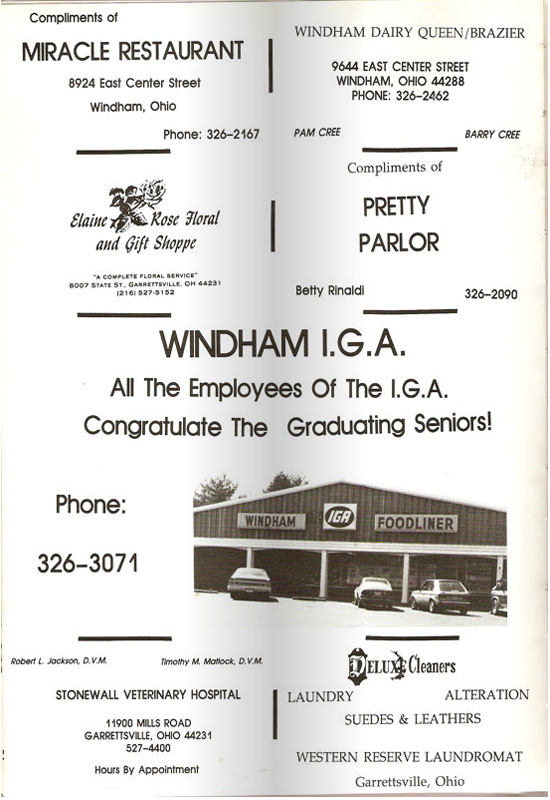 Compliments of
MIRACLE RESTAURANT
8924 East Center Street
Windham, Ohio
Phone: 326-2167
WINDHAM DAIRY QUEEN/BRAZIER
9644 EAST CENTER STREET
WINDHAM, OHIO 44288
PHONE: 326-2462
PAM CREE BARRY CREE
Elaine Rose Floral
and Gift Shoppe
"A COMPLETE FLORAL SERVICE"
8007 STATE ST., GARRETTSVILLE, OH 44231
(216) 527-5152
Compliments of
PRETTY
PARLOR
Betty Rinaldi 326-2090
WINDHAM I.G.A.
All The Employees Of The I.G.A.
Congratulate The Graduating Seniors!
Phone:
326-3071
WINDHAM IGA FOODLINER
Robert L. Jackson, D.V.M. Timothy M. Matlock, D.V.M.
STONEWALL VETERINARY HOSPITAL
11900 MILLS ROAD
GARRETTSVILLE, OHIO 44231
527-4400
Hours By Appointment
DELUXE Cleaners
LAUNDRY ALTERATION
SUEDES & LEATHERS
WESTERN RESERVE LAUNDROMAT
Garrettsville, Ohio